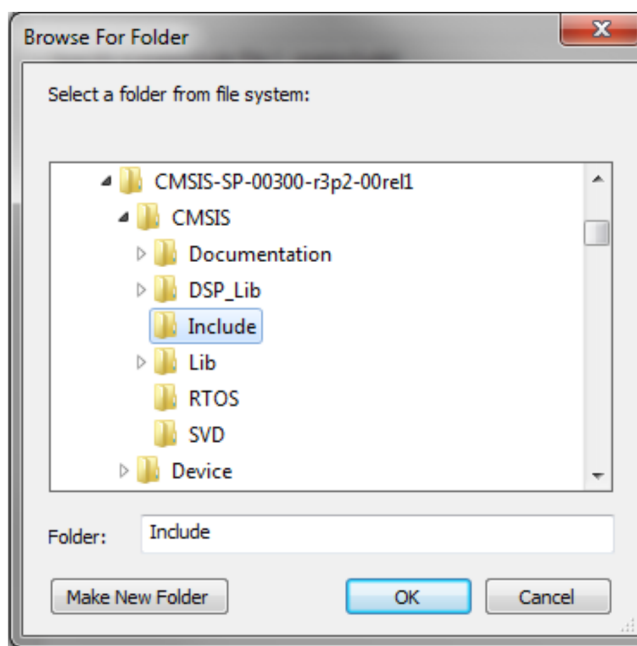 Browse For Folder
Select a folder from file system:
CMSIS-SP-00300-r3p2-00rel1
CMSIS
Documentation
DSP_Lib
Include
Lib
RTOS
SVD
Device
Folder: Include
Make New Folder OK Cancel